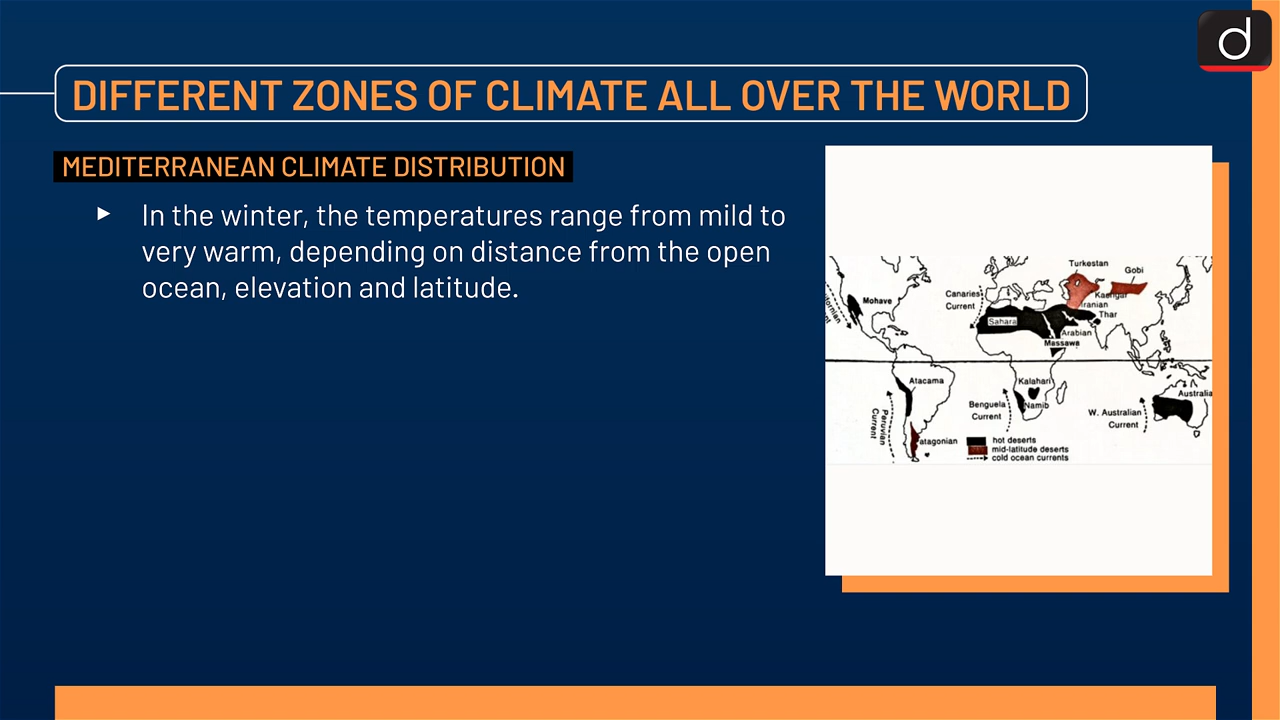 d
DIFFERENT ZONES OF CLIMATE ALL OVER THE WORLD
MEDITERRANEAN CLIMATE DISTRIBUTION
In the winter, the temperatures range from mild to
very warm, depending on distance from the open
ocean, elevation and latitude.
Turkestan
Gobi
Canaries
Current
Mohave
Iranian
Sahara
Thar
Arabian
Massawa
Atacama
Kalahari
Australia
Benguela
Current
Namib
W. Australian
Current
Peruvian
Current
atagonian
hot deserts
mid-latitude deserts
cold ocean currents